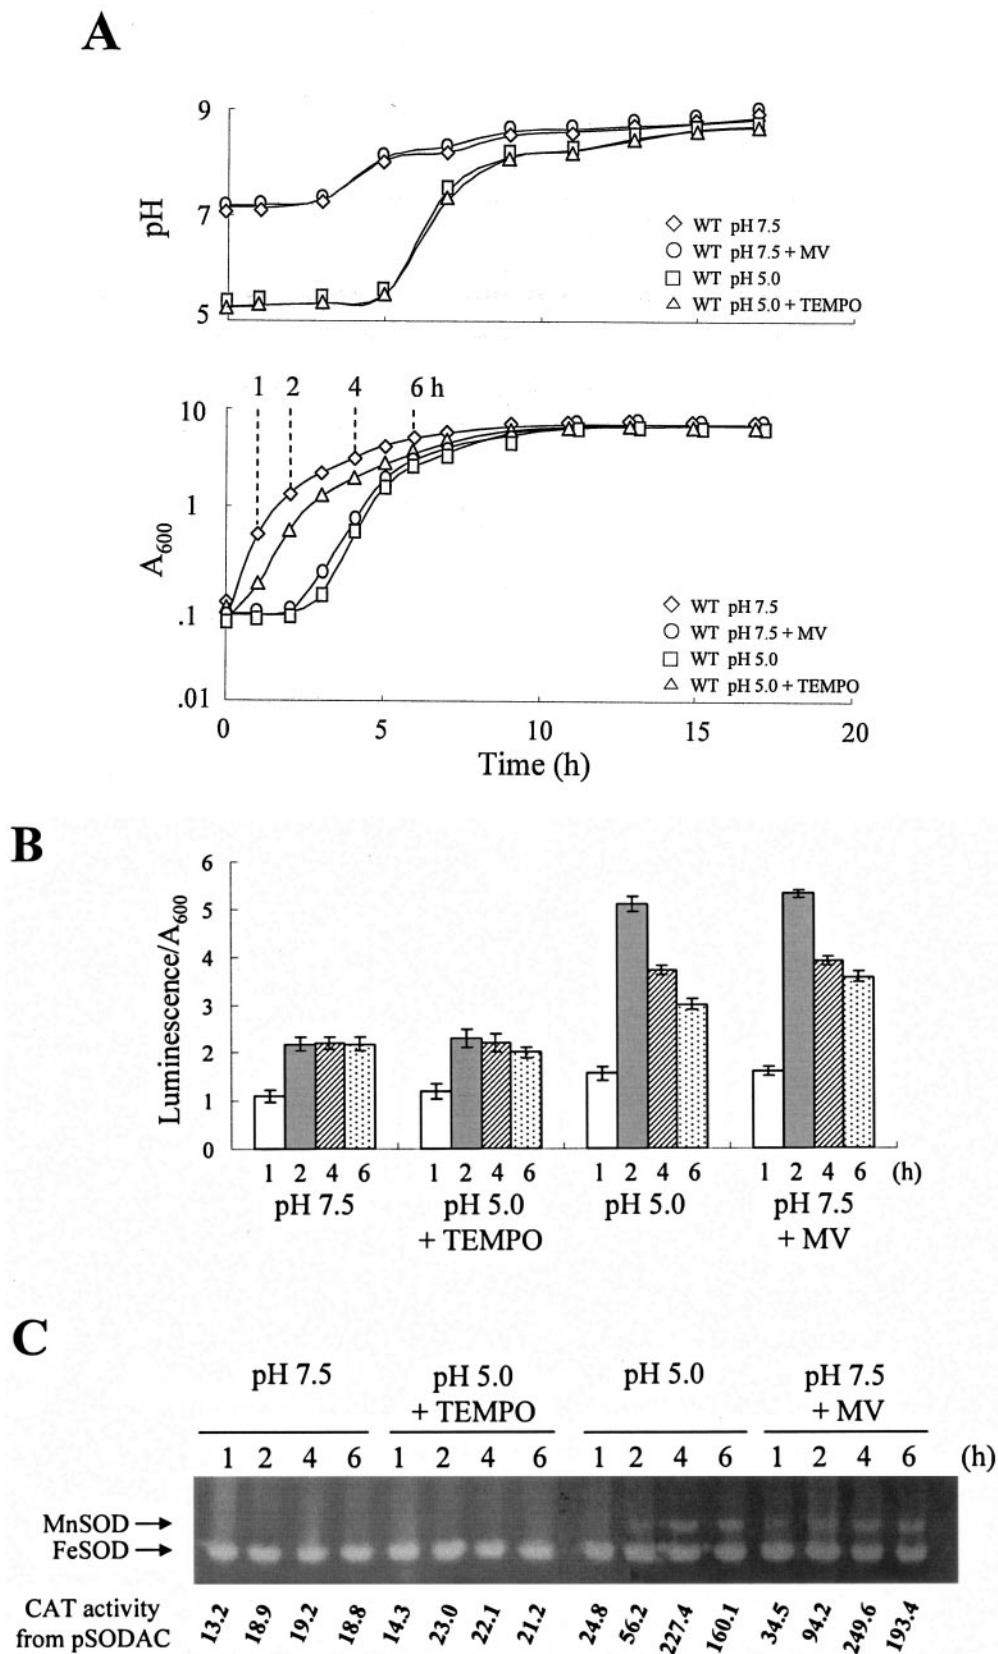 A
9
7
5
pH
WT pH 7.5
WT pH 7.5 + MV
WT pH 5.0
WT pH 5.0 + TEMPO
1 2 4 6 h
10
1
.1
.01
A600
WT pH 7.5
WT pH 7.5 + MV
WT pH 5.0
WT pH 5.0 + TEMPO
0 5 10 15 20
Time (h)
B
6
5
4
3
2
1
0
Luminescence/A600
1 2 4 6 1 2 4 6 1 2 4 6 1 2 4 6 (h)
pH 7.5 pH 5.0 pH 5.0 pH 7.5
+ TEMPO + MV
C
pH 7.5 pH 5.0 pH 5.0 pH 7.5
+ TEMPO + MV
1 2 4 6 1 2 4 6 1 2 4 6 1 2 4 6 (h)
MnSOD
FeSOD
CAT activity
from pSODAC
13.2 18.9 19.2 18.8 14.3 23.0 22.1 21.2 24.8 56.2 227.4 160.1 34.5 94.2 249.6 193.4